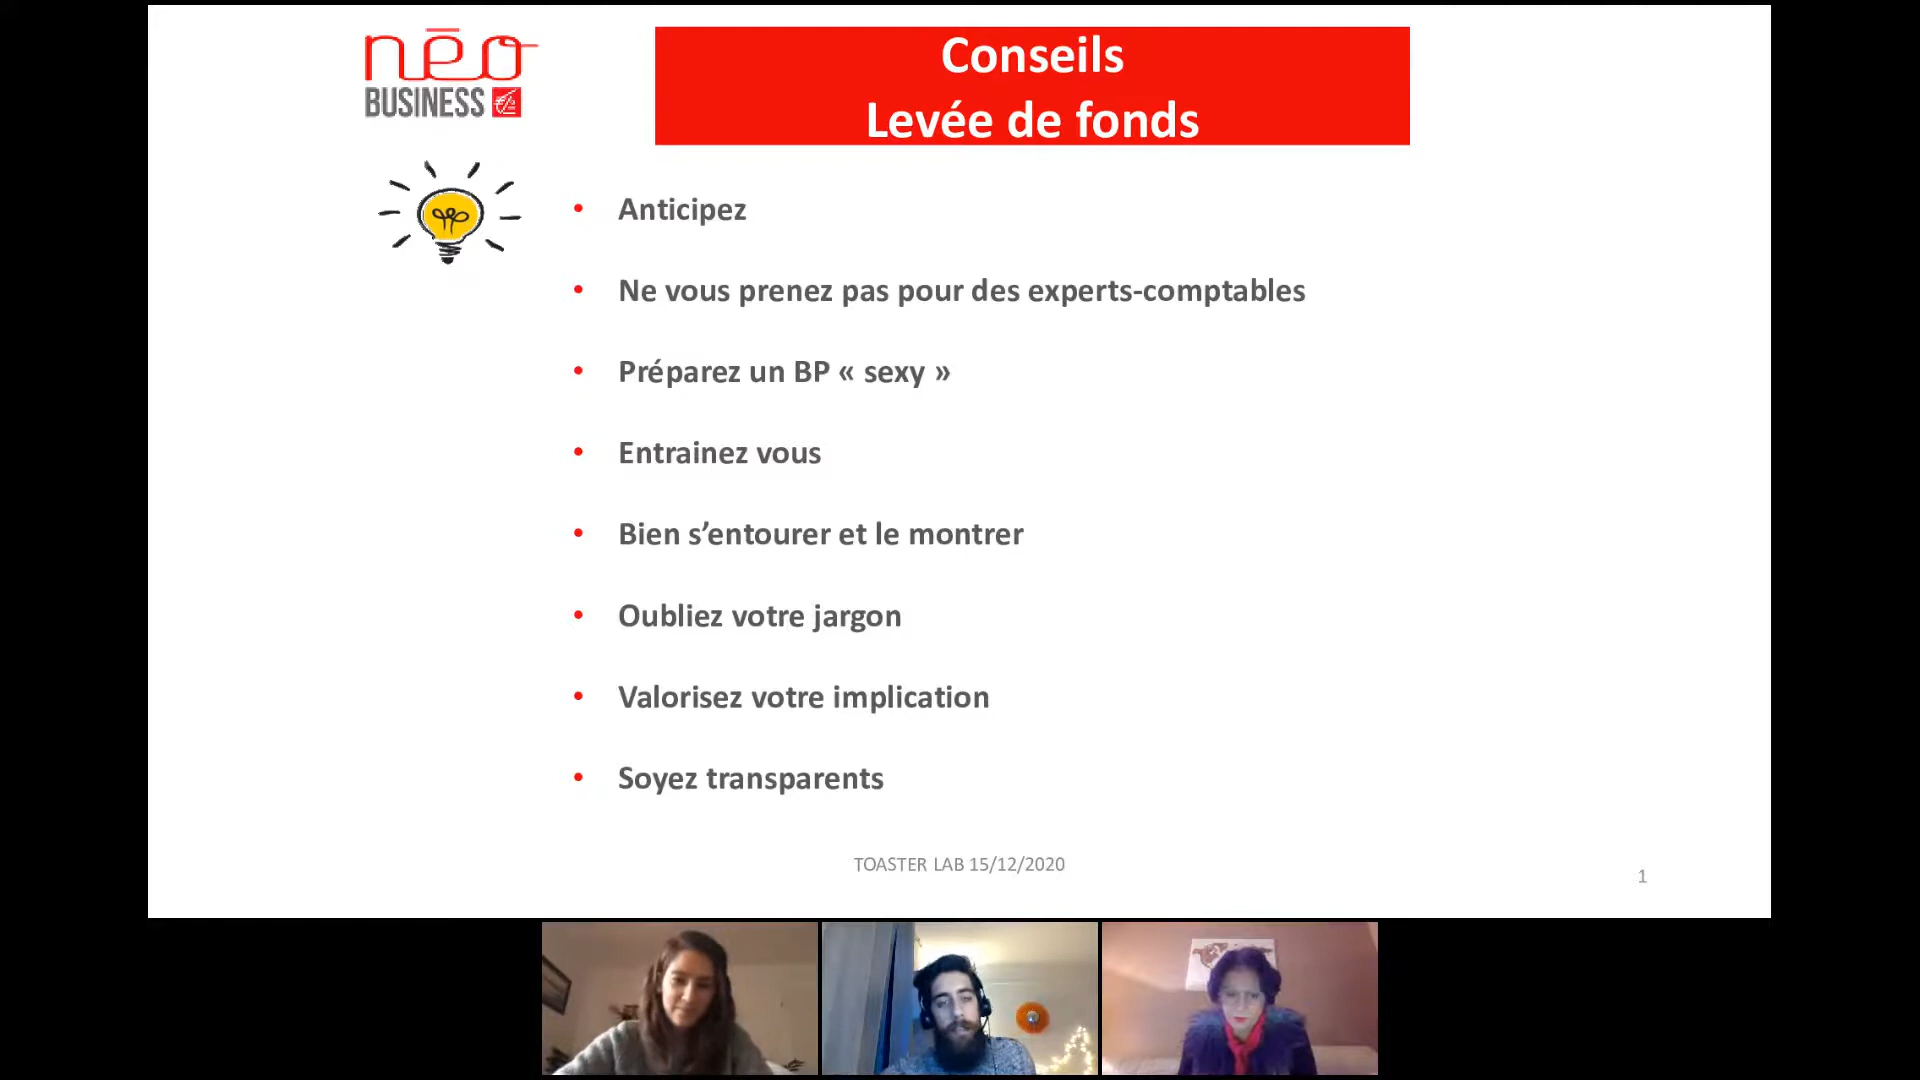 nēo
BUSINESS
Conseils
Levée de fonds
• Anticipez
• Ne vous prenez pas pour des experts-comptables
• Préparez un BP « sexy »
• Entrainez vous
• Bien s’entourer et le montrer
• Oubliez votre jargon
• Valorisez votre implication
• Soyez transparents
TOASTER LAB 15/12/2020
1